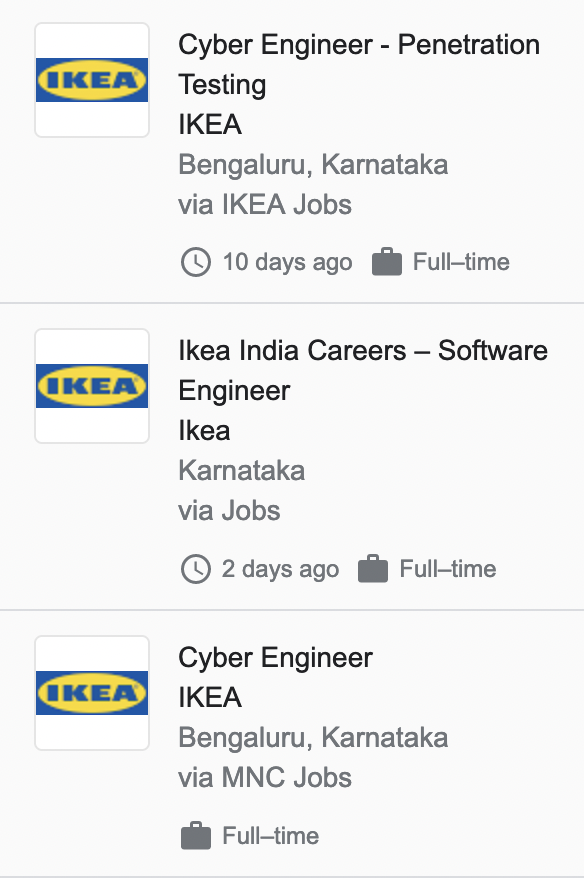 IKEA
Cyber Engineer - Penetration
Testing
IKEA
Bengaluru, Karnataka
via IKEA Jobs
10 days ago Full–time
IKEA
Ikea India Careers – Software
Engineer
Ikea
Karnataka
via Jobs
2 days ago Full–time
IKEA
Cyber Engineer
IKEA
Bengaluru, Karnataka
via MNC Jobs
Full–time